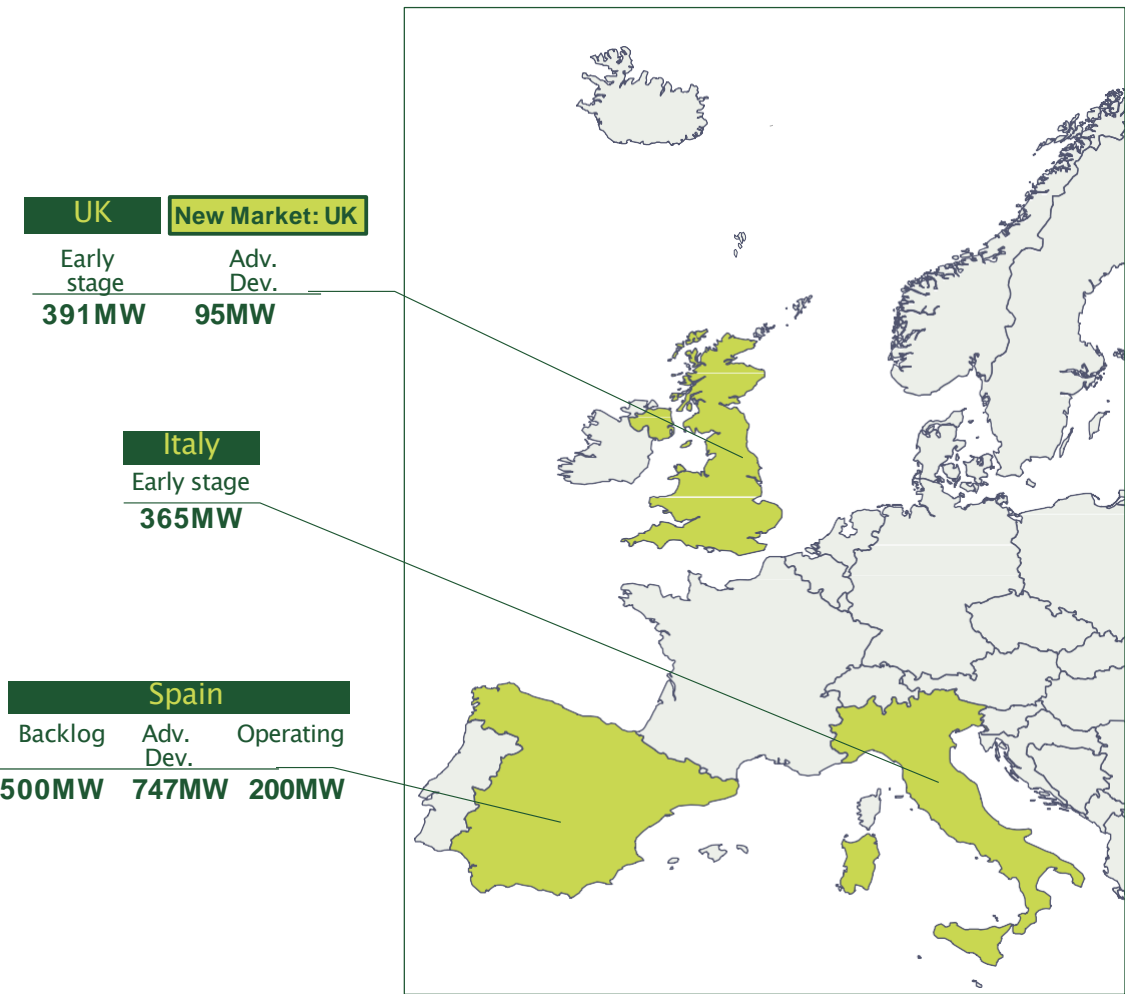 UK
New Market: UK
Early
stage
Adv.
Dev.
391MW 95MW
Italy
Early stage
365MW
Spain
Backlog
Adv.
Dev.
Operating
500MW 747MW 200MW